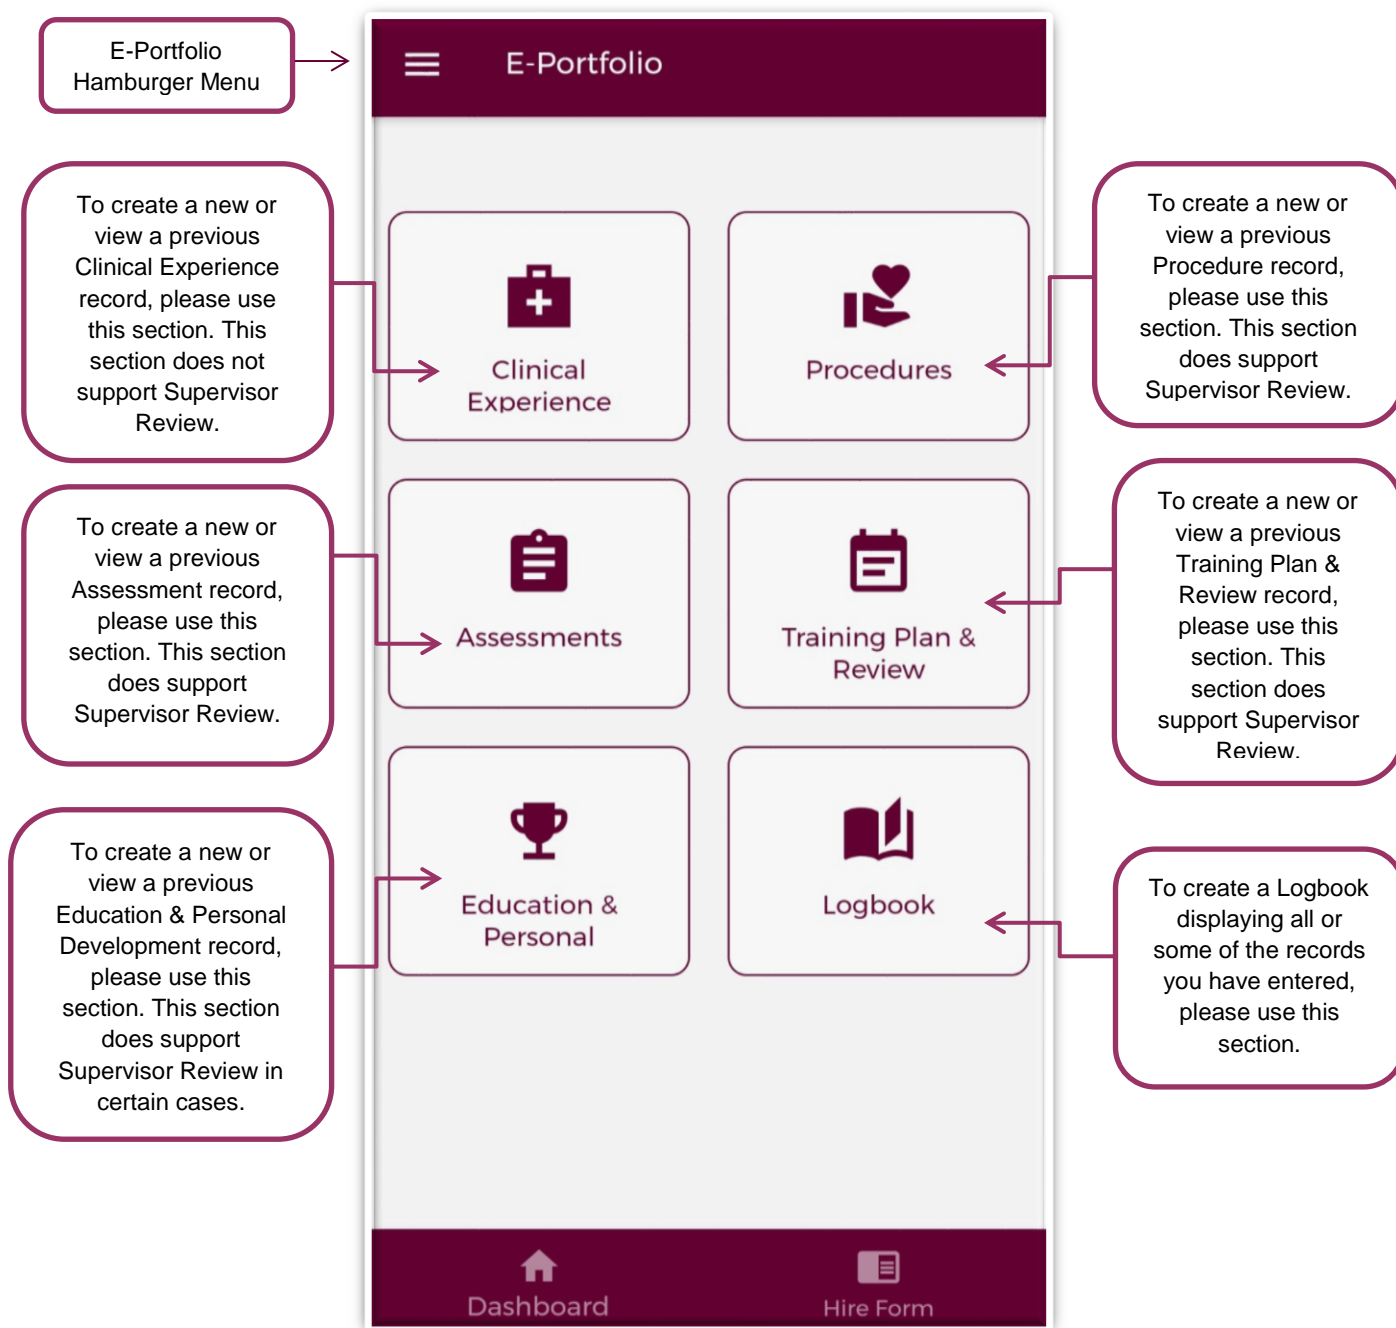 E-Portfolio
Hamburger Menu
E-Portfolio
To create a new or
view a previous
Clinical Experience
record, please use
this section. This
section does not
support Supervisor
Review.
Clinical
Experience
Procedures
To create a new or
view a previous
Procedure record,
please use this
section. This section
does support
Supervisor Review.
To create a new or
view a previous
Assessment record,
please use this
section. This section
does support
Supervisor Review.
Assessments
Training Plan &
Review
To create a new or
view a previous
Training Plan &
Review record,
please use this
section. This
section does
support Supervisor
Review.
To create a new or
view a previous
Education & Personal
Development record,
please use this
section. This section
does support
Supervisor Review in
certain cases.
Education &
Personal
Logbook
To create a Logbook
displaying all or
some of the records
you have entered,
please use this
section.
Dashboard
Hire Form